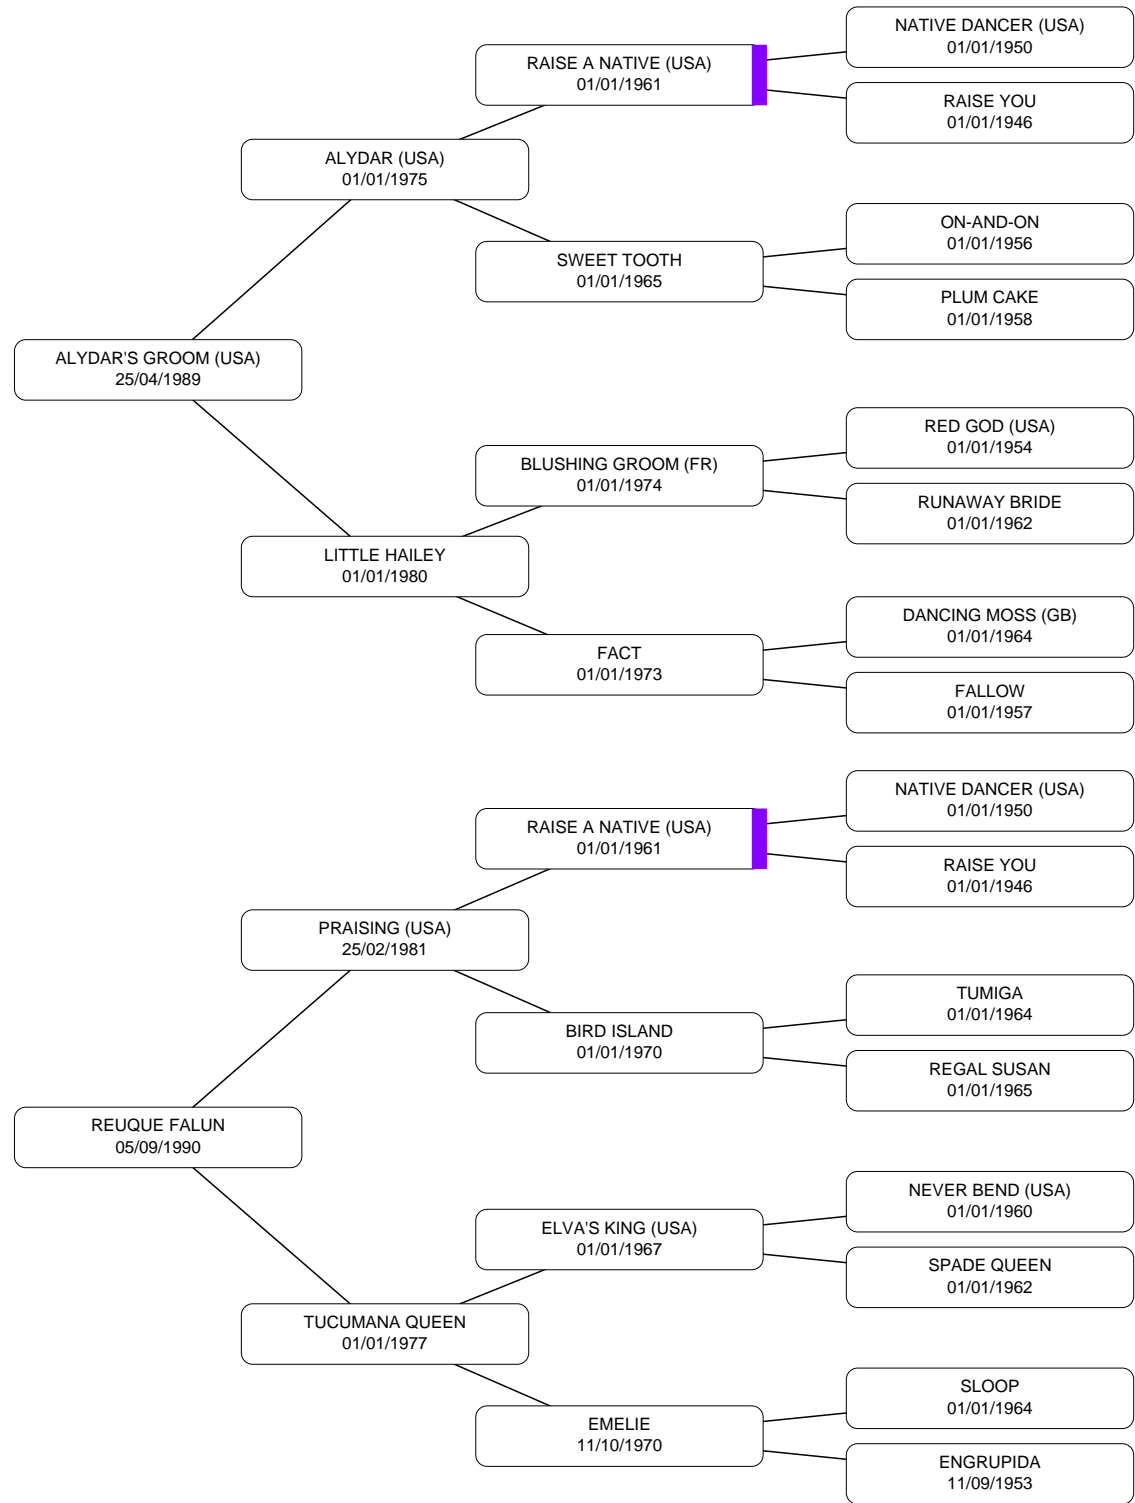 NATIVE DANCER (USA)
01/01/1950
RAISE A NATIVE (USA)
01/01/1961
RAISE YOU
01/01/1946
ALYDAR (USA)
01/01/1975
ON-AND-ON
01/01/1956
SWEET TOOTH
01/01/1965
PLUM CAKE
01/01/1958
ALYDAR'S GROOM (USA)
25/04/1989
RED GOD (USA)
01/01/1954
BLUSHING GROOM (FR)
01/01/1974
RUNAWAY BRIDE
01/01/1962
LITTLE HAILEY
01/01/1980
DANCING MOSS (GB)
01/01/1964
FACT
01/01/1973
FALLOW
01/01/1957
NATIVE DANCER (USA)
01/01/1950
RAISE A NATIVE (USA)
01/01/1961
RAISE YOU
01/01/1946
PRAISING (USA)
25/02/1981
TUMIGA
01/01/1964
BIRD ISLAND
01/01/1970
REGAL SUSAN
01/01/1965
REUQUE FALUN
05/09/1990
NEVER BEND (USA)
01/01/1960
ELVA'S KING (USA)
01/01/1967
SPADE QUEEN
01/01/1962
TUCUMANA QUEEN
01/01/1977
SLOOP
01/01/1964
EMELIE
11/10/1970
ENGRUPIDA
11/09/1953